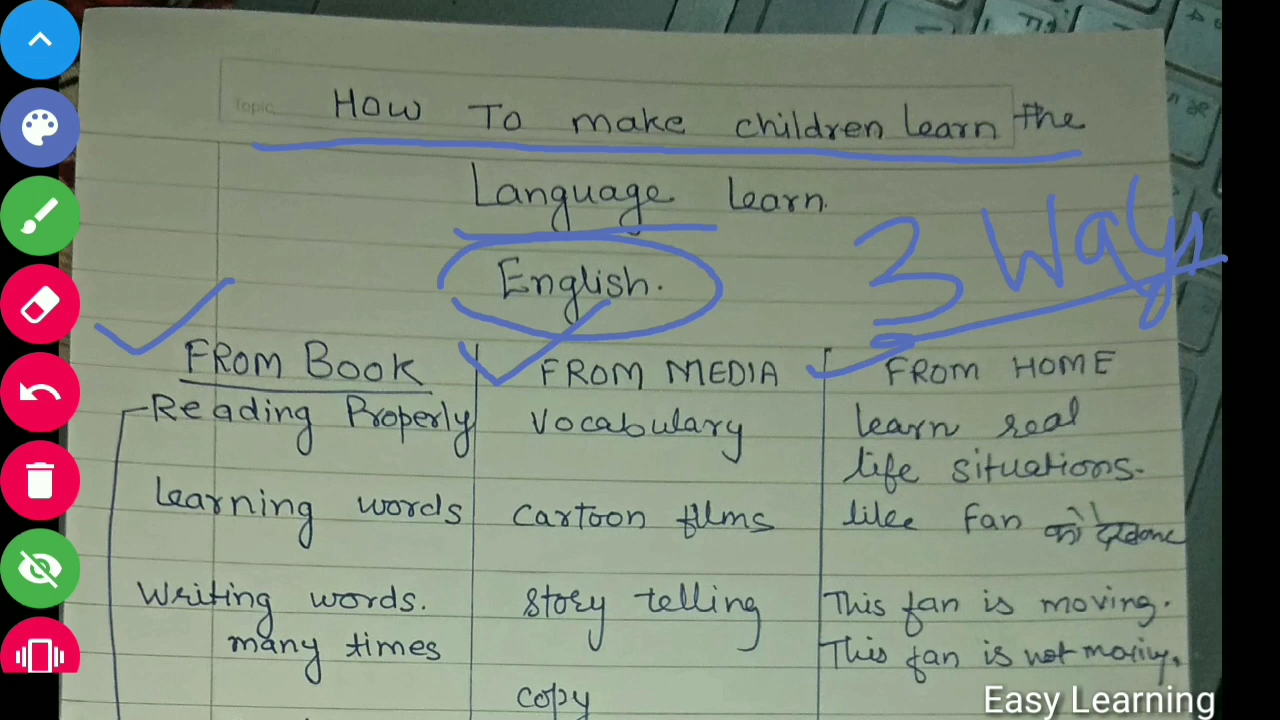 Topic
How To make children learn the
Language learn.
English.
3 Ways
FROM BOOK
Reading Properly
Learning words
Writing words.
many times
FROM MEDIA
Vocabulary
Cartoon films
Story telling
copy
FROM HOME
learn real
life situations.
like fan को
This fan is moving.
This fan is not moving.
Easy Learning